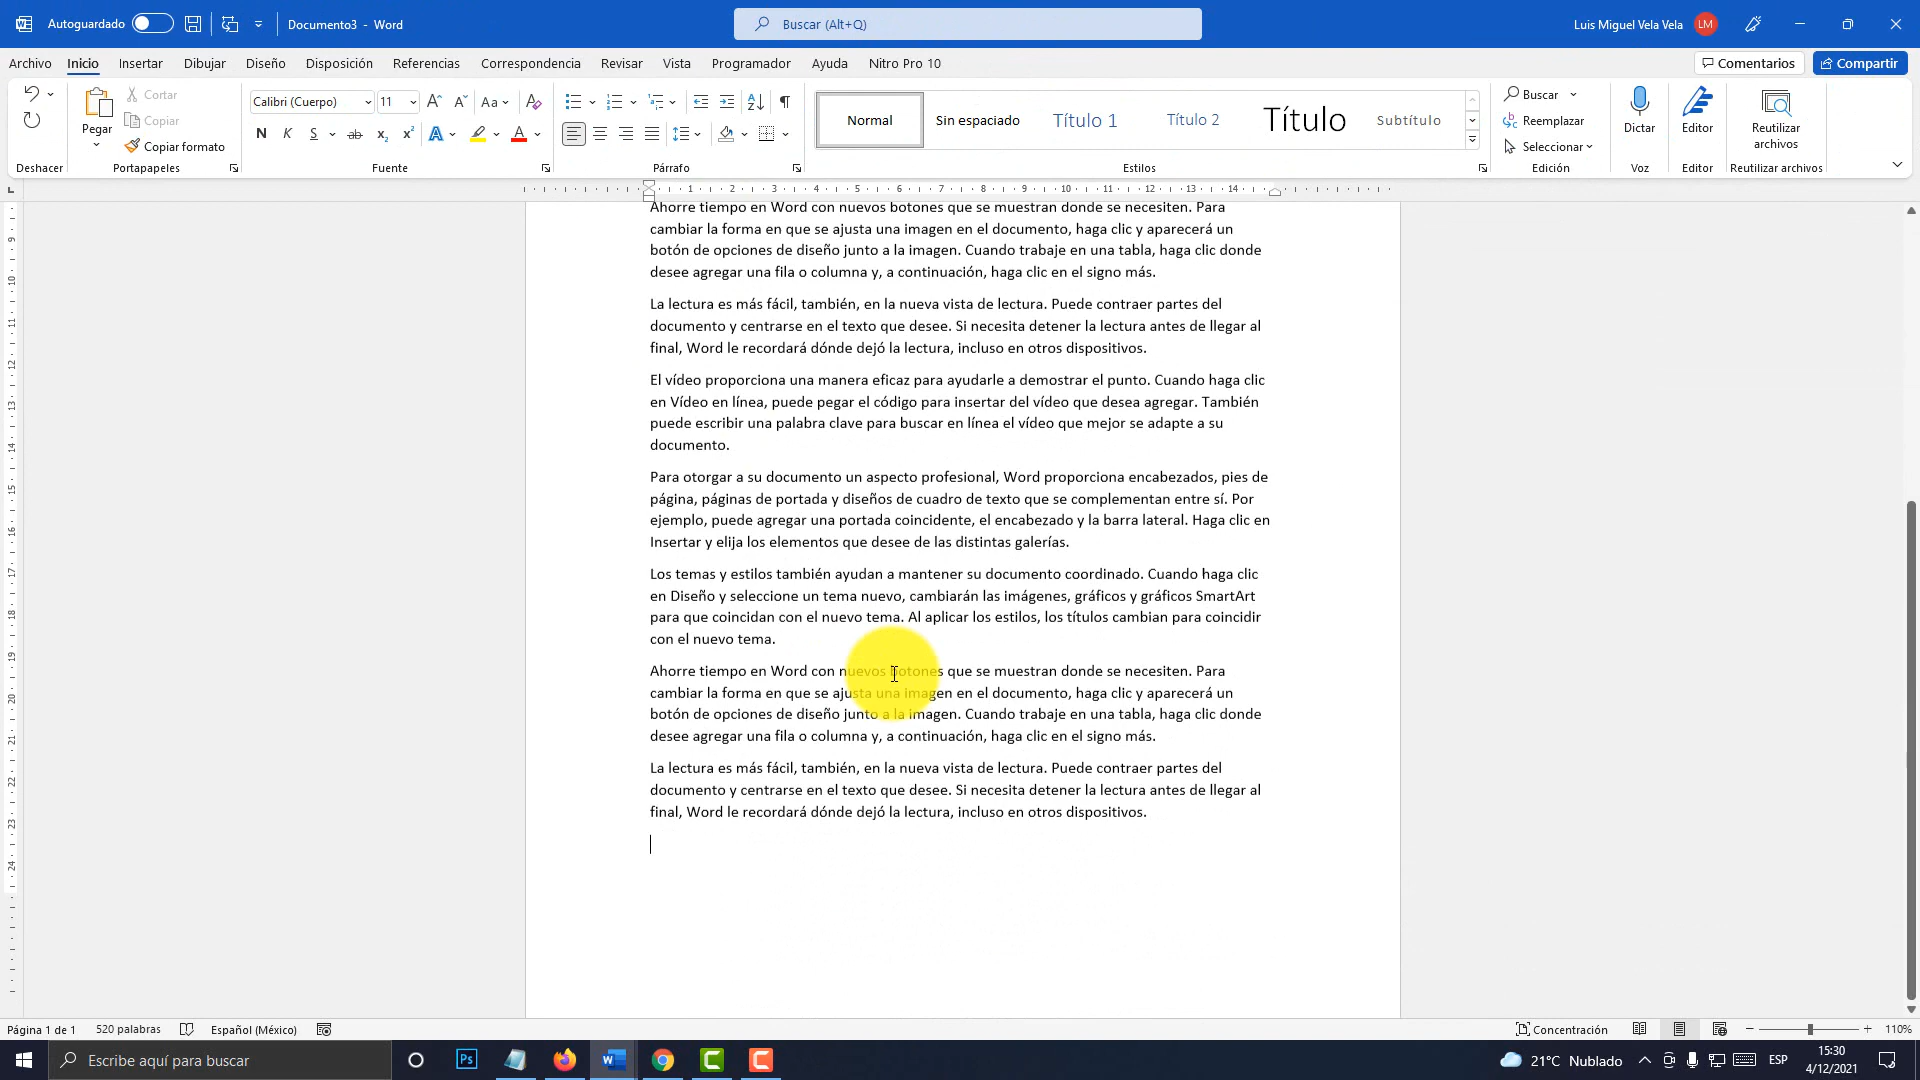 Autoguardado
Documento3 - Word
Buscar (Alt+Q)
Luis Miguel Vela Vela
LM
Archivo
Inicio
Insertar
Dibujar
Diseño
Disposición
Referencias
Correspondencia
Revisar
Vista
Programador
Ayuda
Nitro Pro 10
Comentarios
Compartir
Deshacer
Pegar
Cortar
Copiar
Copiar formato
Portapapeles
Calibri (Cuerpo)
11
Fuente
Párrafo
Normal
Sin espaciado
Título 1
Título 2
Título
Subtítulo
Estilos
Buscar
Reemplazar
Seleccionar
Edición
Dictar
Voz
Editor
Editor
Reutilizar
archivos
Reutilizar archivos
1 2 3 4 5 6 7 8 9 10 11 12 13 14
Ahorre tiempo en Word con nuevos botones que se muestran donde se necesiten. Para
cambiar la forma en que se ajusta una imagen en el documento, haga clic y aparecerá un
botón de opciones de diseño junto a la imagen. Cuando trabaje en una tabla, haga clic donde
desee agregar una fila o columna y, a continuación, haga clic en el signo más.
La lectura es más fácil, también, en la nueva vista de lectura. Puede contraer partes del
documento y centrarse en el texto que desee. Si necesita detener la lectura antes de llegar al
final, Word le recordará dónde dejó la lectura, incluso en otros dispositivos.
El vídeo proporciona una manera eficaz para ayudarle a demostrar el punto. Cuando haga clic
en Vídeo en línea, puede pegar el código para insertar del vídeo que desea agregar. También
puede escribir una palabra clave para buscar en línea el vídeo que mejor se adapte a su
documento.
Para otorgar a su documento un aspecto profesional, Word proporciona encabezados, pies de
página, páginas de portada y diseños de cuadro de texto que se complementan entre sí. Por
ejemplo, puede agregar una portada coincidente, el encabezado y la barra lateral. Haga clic en
Insertar y elija los elementos que desee de las distintas galerías.
Los temas y estilos también ayudan a mantener su documento coordinado. Cuando haga clic
en Diseño y seleccione un tema nuevo, cambiarán las imágenes, gráficos y gráficos SmartArt
para que coincidan con el nuevo tema. Al aplicar los estilos, los títulos cambian para coincidir
con el nuevo tema.
Ahorre tiempo en Word con nuevos botones que se muestran donde se necesiten. Para
cambiar la forma en que se ajusta una imagen en el documento, haga clic y aparecerá un
botón de opciones de diseño junto a la imagen. Cuando trabaje en una tabla, haga clic donde
desee agregar una fila o columna y, a continuación, haga clic en el signo más.
La lectura es más fácil, también, en la nueva vista de lectura. Puede contraer partes del
documento y centrarse en el texto que desee. Si necesita detener la lectura antes de llegar al
final, Word le recordará dónde dejó la lectura, incluso en otros dispositivos.
Página 1 de 1
520 palabras
Español (México)
Concentración
110%
Escribe aquí para buscar
Ps
21°C Nublado
ESP
15:30
4/12/2021